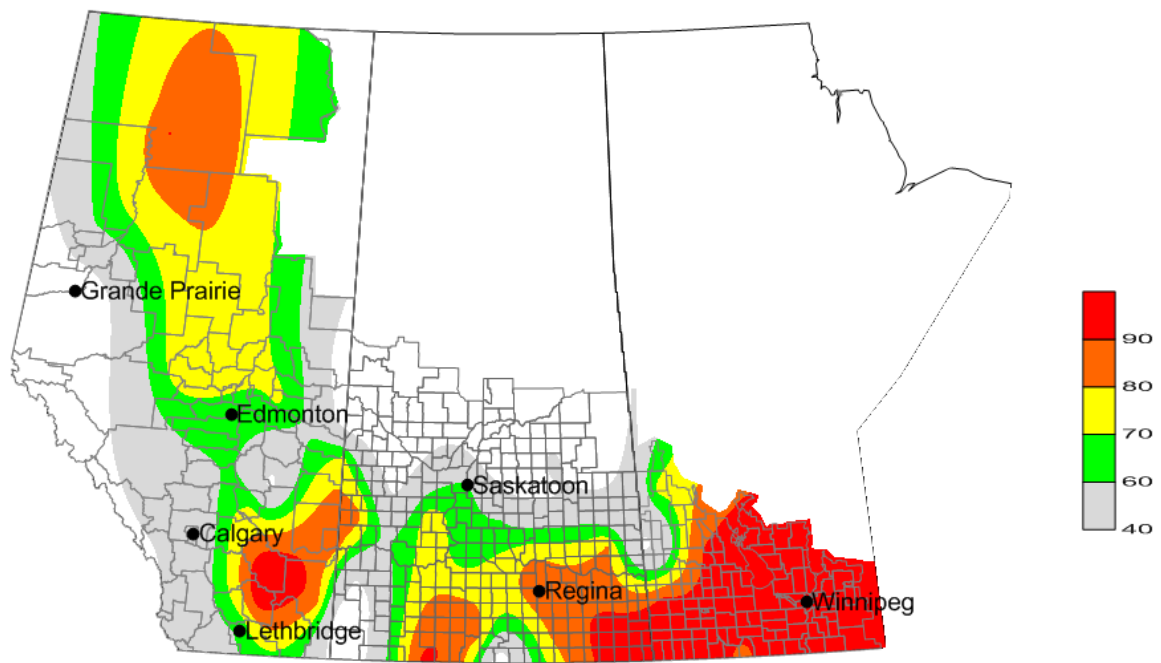 Grande Prairie
90
80
70
Edmonton
60
Saskatoon
40
Calgary
Regina
Winnipeg
Lethbridge